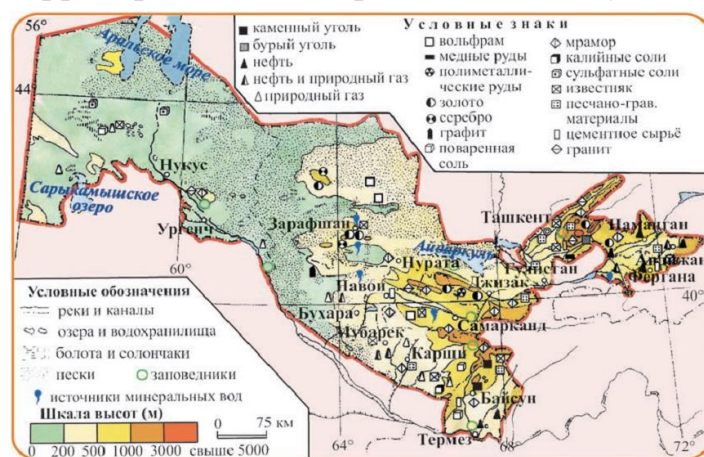 56°
Аральское море
44
Нукус
Сарыкамышское
озеро
Ургенч
60
Зарафшан
Айдаркуль
Нурата
Навои
Бухара
Мубарек
Карши
Самарканд
Джизак
Гулистан
Ташкент
Наманган
Андижан
Фергана
40
Байсун
Термез
64
68
72°
каменный уголь
бурый уголь
нефть
нефть и природный газ
природный газ
Условные знаки
вольфрам
медные руды
полиметалли-
ческие руды
золото
серебро
графит
поваренная
соль
мрамор
калийные соли
сульфатные соли
известняк
песчано-грав.
материалы
цементное сырьё
гранит
Условные обозначения
реки и каналы
озера и водохранилища
болота и солончаки
пески
заповедники
источники минеральных вод
Шкала высот (м)
0 200 500 1000 3000 свыше 5000
0 75 км